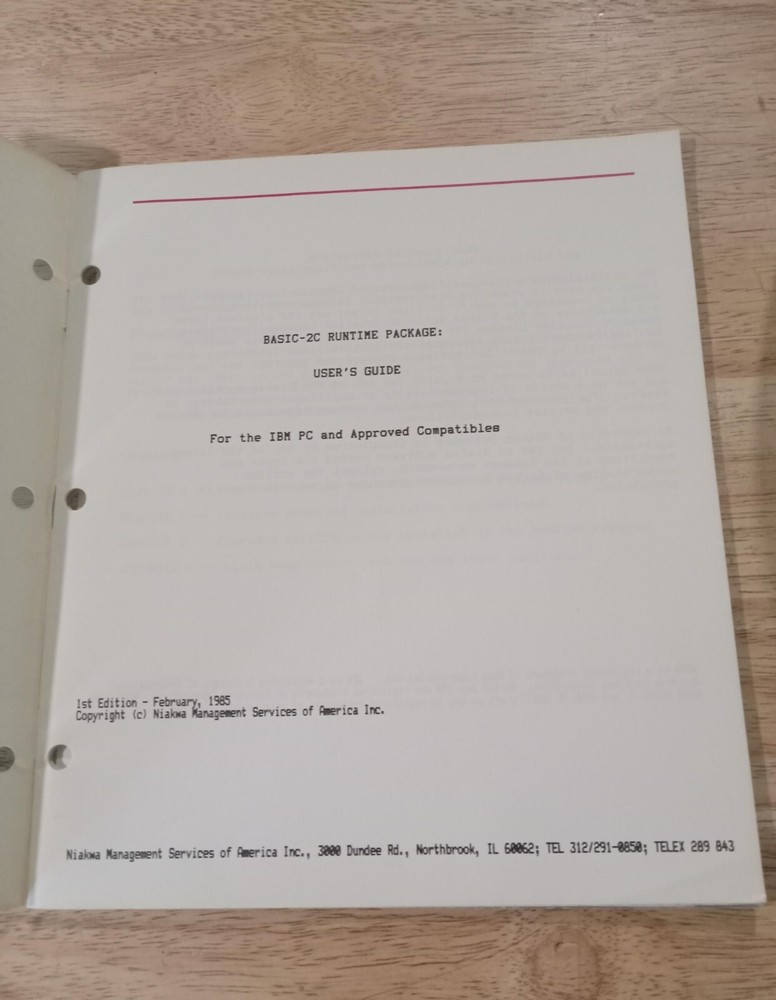 BASIC-2C RUNTIME PACKAGE:
USER'S GUIDE
For the IBM PC and Approved Compatibles
1st Edition - February, 1985
Copyright (c) Niakwa Management Services of America Inc.
Niakwa Management Services of America Inc., 3000 Dundee Rd., Northbrook, IL 60062; TEL 312/291-0850; TELEX 289 843